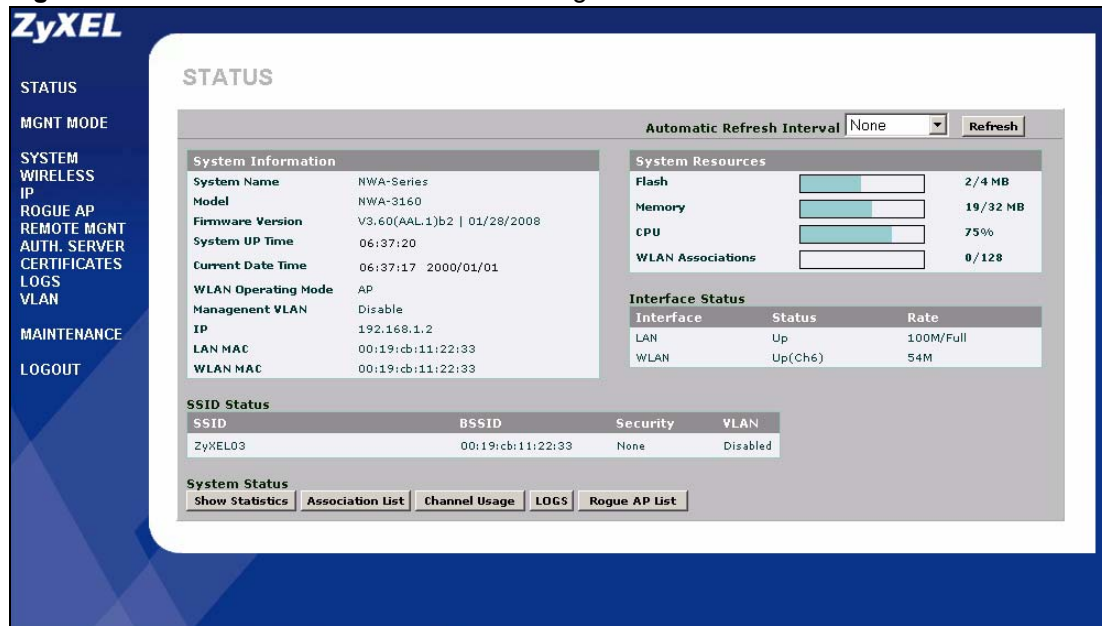 ZyXEL
STATUS
MGNT MODE
SYSTEM
WIRELESS
IP
ROGUE AP
REMOTE MGNT
AUTH. SERVER
CERTIFICATES
LOGS
VLAN
MAINTENANCE
LOGOUT
STATUS
Automatic Refresh Interval None Refresh
System Information
System Name NWA-Series
Model NWA-3160
Firmware Version V3.60(AAL.1)b2 | 01/28/2008
System UP Time 06:37:20
Current Date Time 06:37:17 2000/01/01
WLAN Operating Mode AP
Managenent VLAN Disable
IP 192.168.1.2
LAN MAC 00:19:cb:11:22:33
WLAN MAC 00:19:cb:11:22:33
System Resources
Flash 2/4 MB
Memory 19/32 MB
CPU 75%
WLAN Associations 0/128
Interface Status
Interface Status Rate
LAN Up 100M/Full
WLAN Up(Ch6) 54M
SSID Status
SSID BSSID Security VLAN
ZyXEL03 00:19:cb:11:22:33 None Disabled
System Status
Show Statistics Association List Channel Usage LOGS Rogue AP List